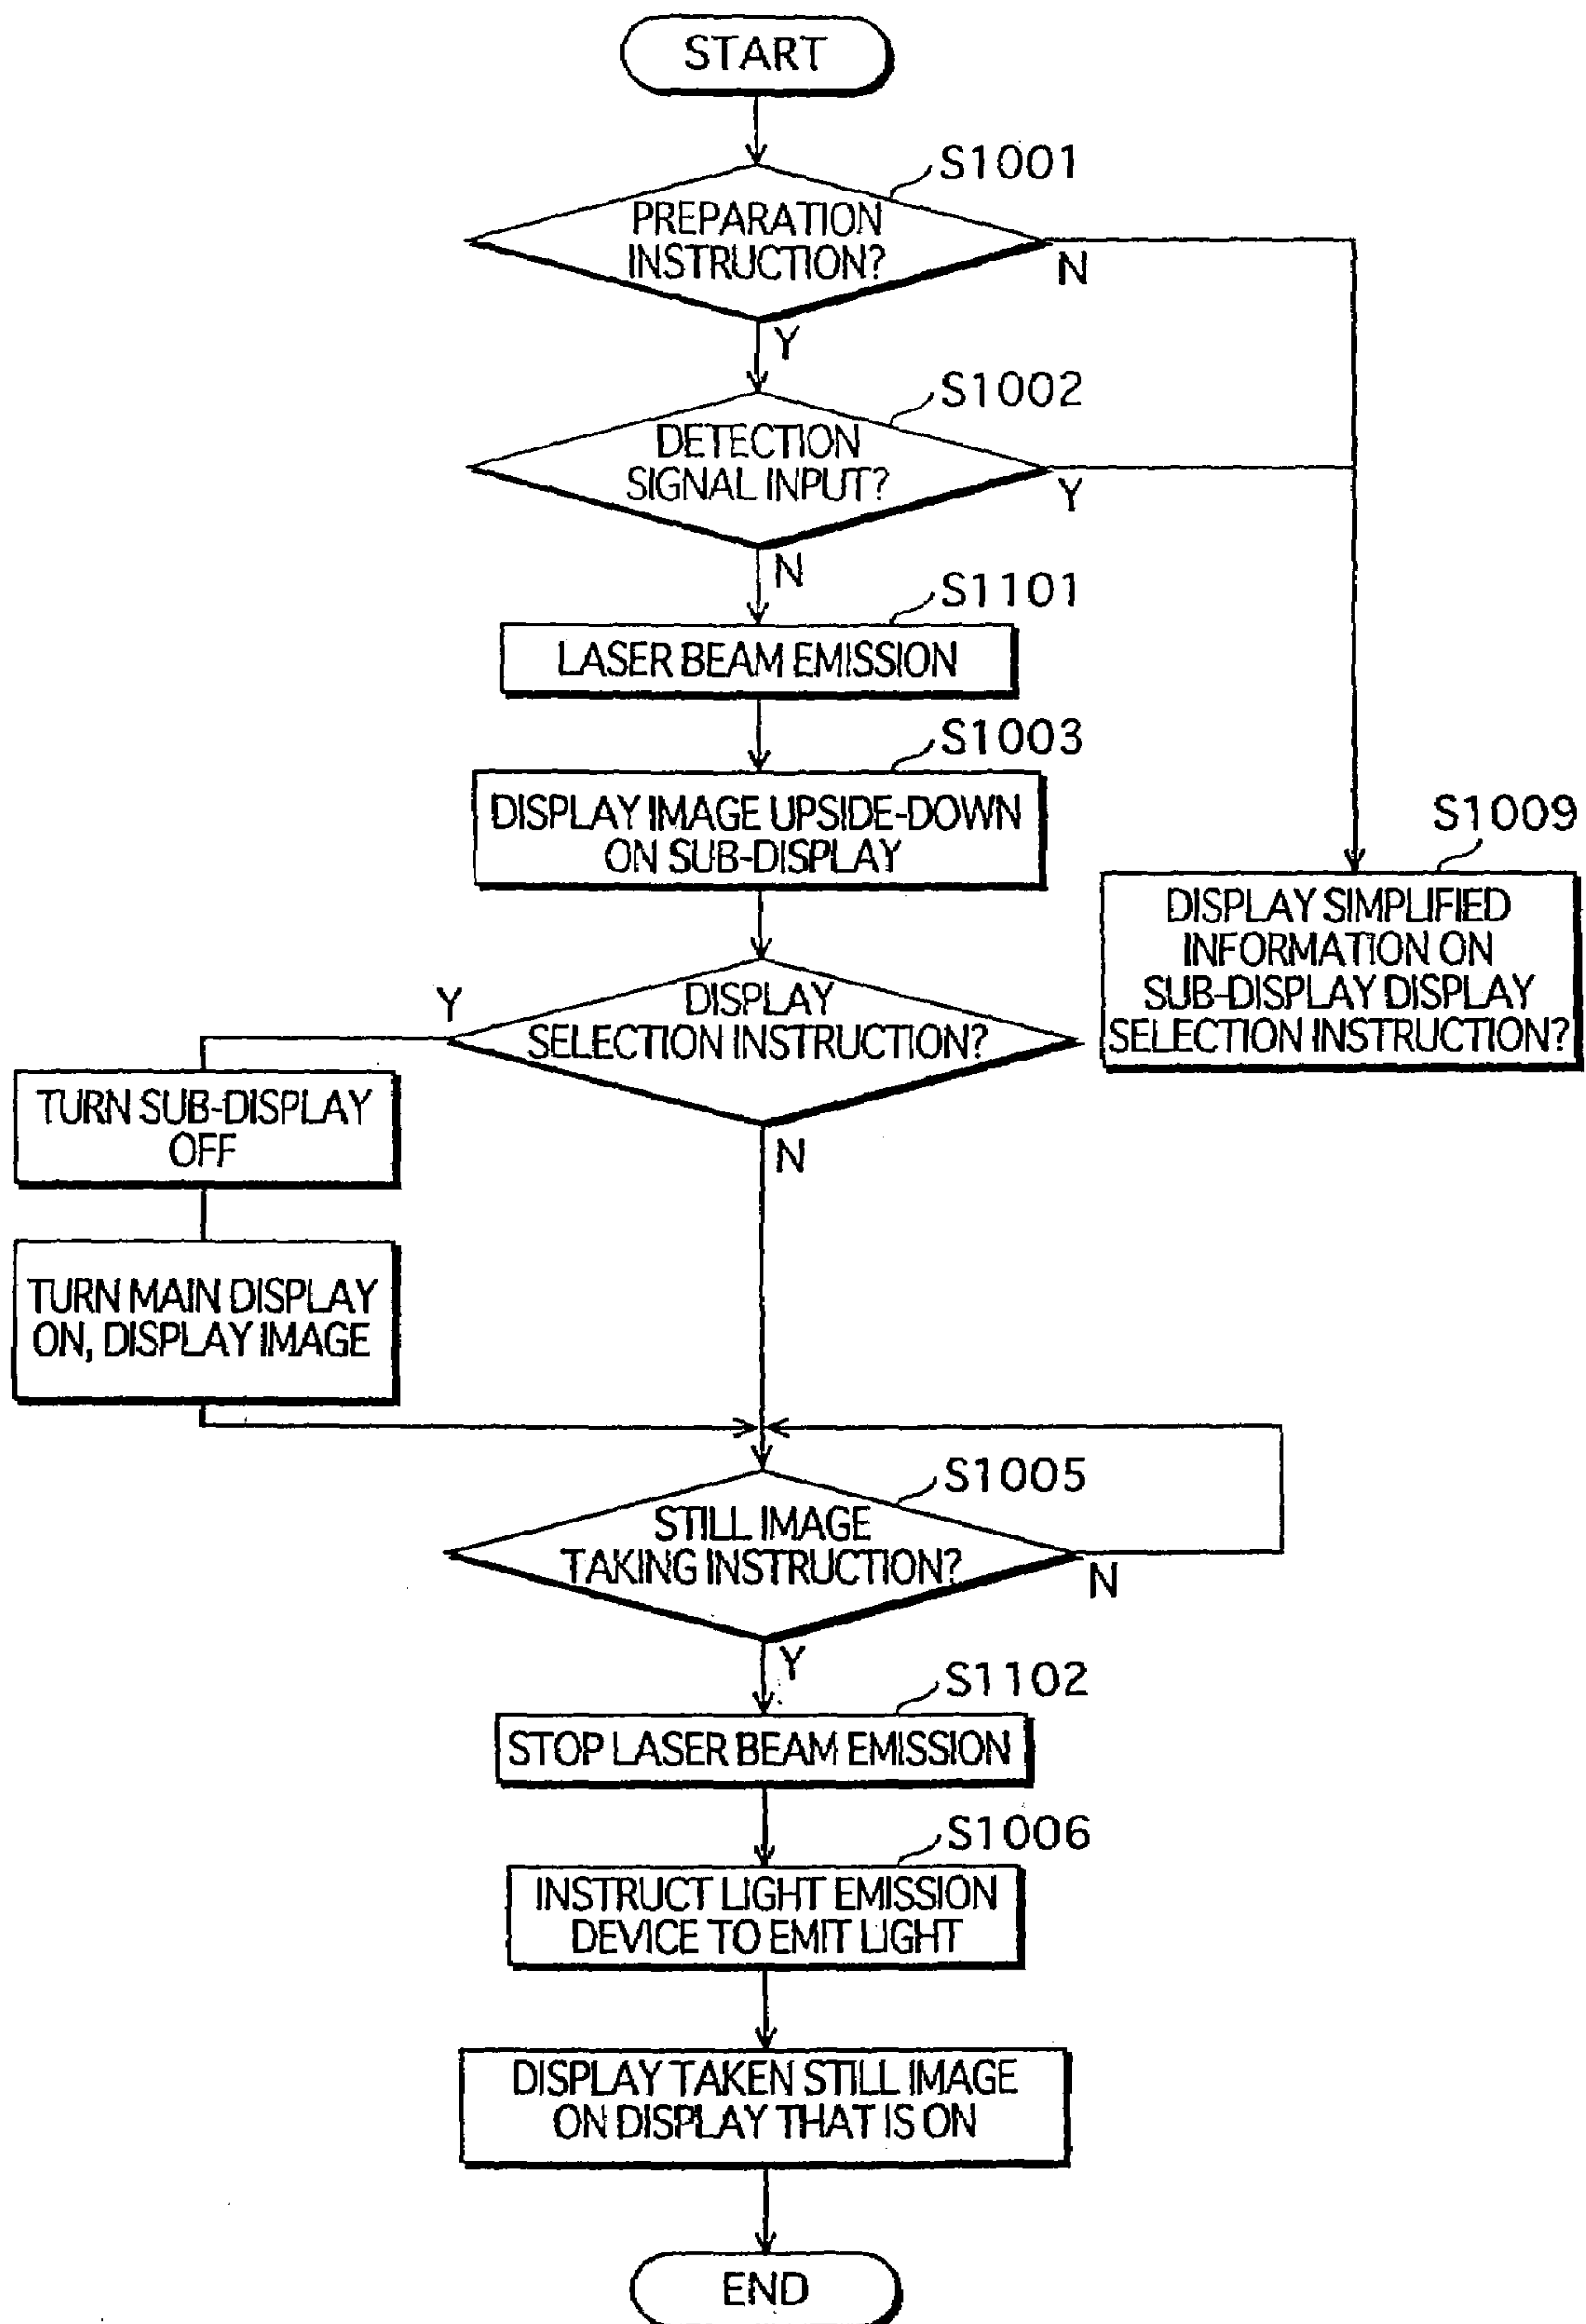 START
S1001
PREPARATION
INSTRUCTION?
N
Y
S1002
DETECTION
SIGNAL INPUT?
Y
N
S1101
LASER BEAM EMISSION
S1003
DISPLAY IMAGE UPSIDE-DOWN
ON SUB-DISPLAY
S1009
DISPLAY SIMPLIFIED
INFORMATION ON
SUB-DISPLAY DISPLAY
SELECTION INSTRUCTION?
Y
DISPLAY
SELECTION INSTRUCTION?
N
TURN SUB-DISPLAY
OFF
TURN MAIN DISPLAY
ON, DISPLAY IMAGE
S1005
STILL IMAGE
TAKING INSTRUCTION?
N
Y
S1102
STOP LASER BEAM EMISSION
S1006
INSTRUCT LIGHT EMISSION
DEVICE TO EMIT LIGHT
DISPLAY TAKEN STILL IMAGE
ON DISPLAY THAT IS ON
END